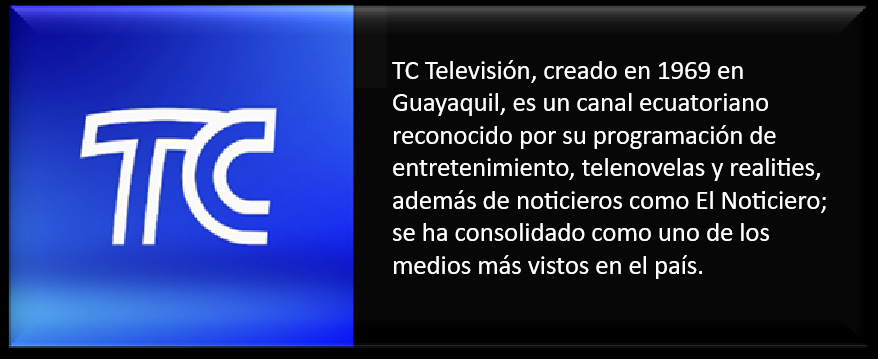 TC
TC Televisión, creado en 1969 en
Guayaquil, es un canal ecuatoriano
reconocido por su programación de
entretenimiento, telenovelas y realities,
además de noticieros como El Noticiero;
se ha consolidado como uno de los
medios más vistos en el país.